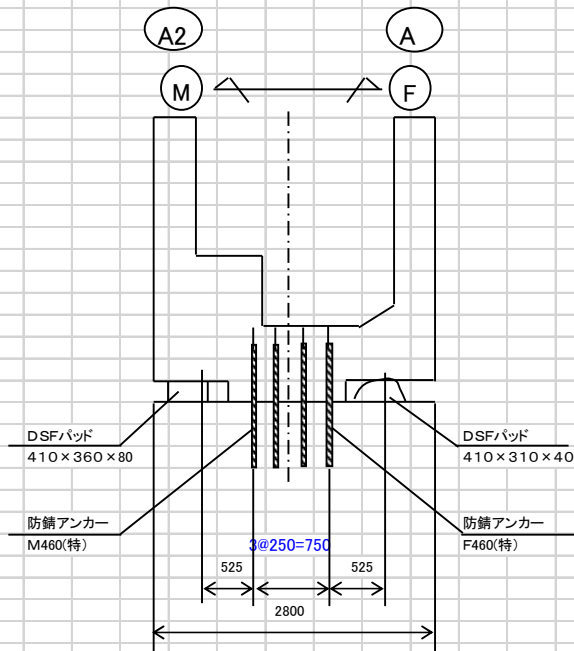 A2
A
M
F
DSFパッド
410×360×80
DSFパッド
410×310×40
防錆アンカー
M460(特)
防錆アンカー
F460(特)
3@250=750
525
525
2800